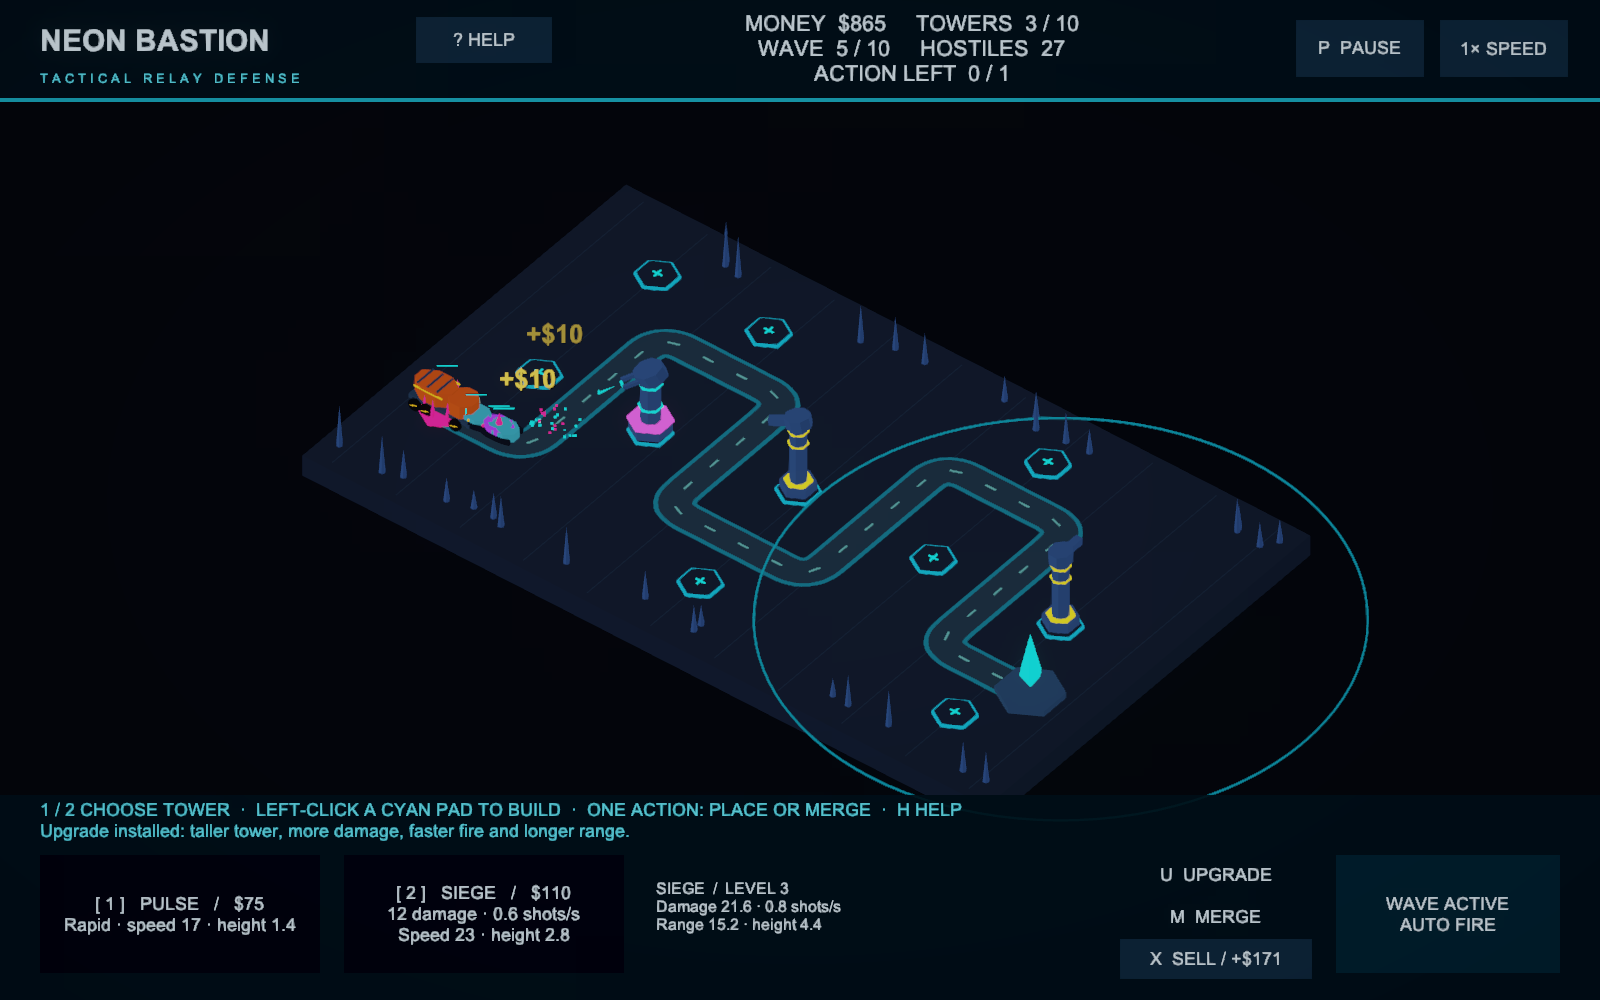 NEON BASTION
TACTICAL RELAY DEFENSE
? HELP
MONEY $865 TOWERS 3 / 10
WAVE 5 / 10 HOSTILES 27
ACTION LEFT 0 / 1
P PAUSE
1× SPEED
+$10
+$10
1 / 2 CHOOSE TOWER · LEFT-CLICK A CYAN PAD TO BUILD · ONE ACTION: PLACE OR MERGE · H HELP
Upgrade installed: taller tower, more damage, faster fire and longer range.
[ 1 ] PULSE / $75
Rapid · speed 17 · height 1.4
[ 2 ] SIEGE / $110
12 damage · 0.6 shots/s
Speed 23 · height 2.8
SIEGE / LEVEL 3
Damage 21.6 · 0.8 shots/s
Range 15.2 · height 4.4
U UPGRADE
M MERGE
X SELL / +$171
WAVE ACTIVE
AUTO FIRE